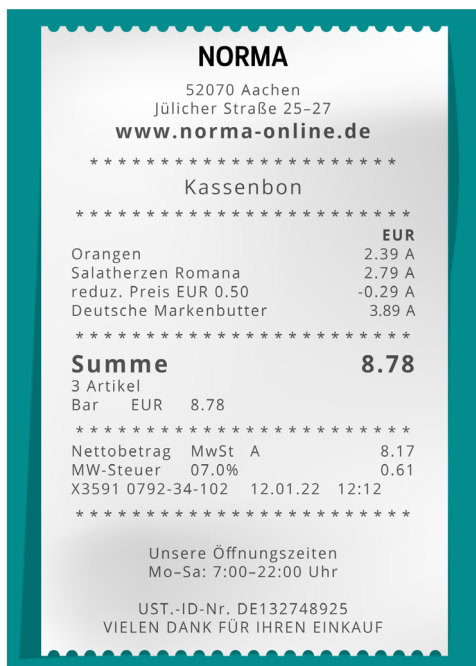 NORMA
52070 Aachen
Jülicher Straße 25–27
www.norma-online.de
* * * * * * * * * * * * * * * * * * * * * *
Kassenbon
* * * * * * * * * * * * * * * * * * * * * * * *
EUR
Orangen 2.39 A
Salatherzen Romana 2.79 A
reduz. Preis EUR 0.50 -0.29 A
Deutsche Markenbutter 3.89 A
* * * * * * * * * * * * * * * * * * * * * * * *
Summe 8.78
3 Artikel
Bar EUR 8.78
* * * * * * * * * * * * * * * * * * * * * * * *
Nettobetrag MwSt A 8.17
MW-Steuer 07.0% 0.61
X3591 0792-34-102 12.01.22 12:12
* * * * * * * * * * * * * * * * * * * * * * * *
Unsere Öffnungszeiten
Mo–Sa: 7:00–22:00 Uhr
UST.-ID-Nr. DE132748925
VIELEN DANK FÜR IHREN EINKAUF